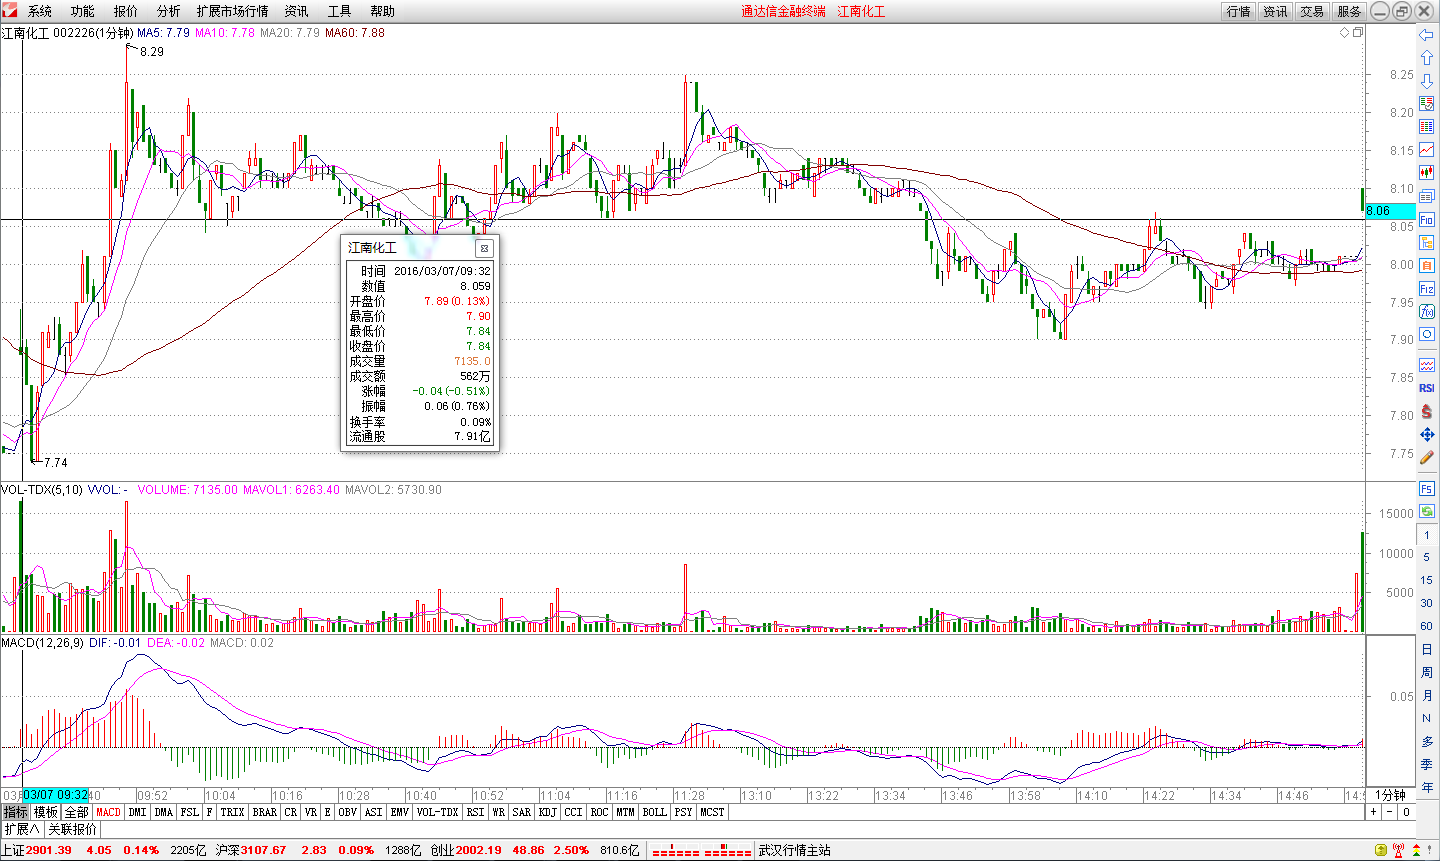 系统 功能 报价 分析 扩展市场行情 资讯 工具 帮助 通达信金融终端 江南化工 行情 资讯 交易 服务
江南化工 002226(1分钟) MA5: 7.79 MA10: 7.78 MA20: 7.79 MA60: 7.88
8.29
8.25
8.20
8.15
8.10
8.06
8.05
8.00
7.95
7.90
7.85
7.80
7.75
7.74
江南化工
时间 2016/03/07/09:32
数值 8.059
开盘价 7.89(0.13%)
最高价 7.90
最低价 7.84
收盘价 7.84
成交量 7135.0
成交额 562万
涨幅 -0.04(-0.51%)
振幅 0.06(0.76%)
换手率 0.09%
流通股 7.91亿
F10
F12
RSI
F5
1
5
15
30
60
日
周
月
N
多
季
年
VOL-TDX(5,10) VVOL: - VOLUME: 7135.00 MAVOL1: 6263.40 MAVOL2: 5730.90
15000
10000
5000
MACD(12,26,9) DIF: -0.01 DEA: -0.02 MACD: 0.02
0.05
03/07 09:32 40 09:52 10:04 10:16 10:28 10:40 10:52 11:04 11:16 11:28 13:10 13:22 13:34 13:46 13:58 14:10 14:22 14:34 14:46 1分钟
指标 模板 全部 MACD DMI DMA FSL F TRIX BRAR CR VR E OBV ASI EMV VOL-TDX RSI WR SAR KDJ CCI ROC MTM BOLL PSY MCST + - 0
扩展∧ 关联报价
上证2901.39 4.05 0.14% 2205亿 沪深3107.67 2.83 0.09% 1288亿 创业2002.19 48.86 2.50% 810.6亿 武汉行情主站